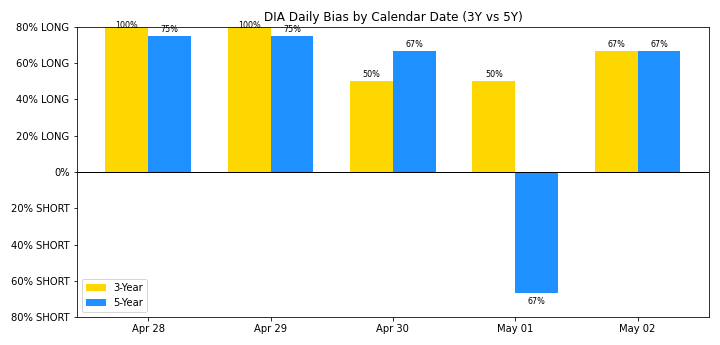 DIA Daily Bias by Calendar Date (3Y vs 5Y)
80% LONG
60% LONG
40% LONG
20% LONG
0%
20% SHORT
40% SHORT
60% SHORT
80% SHORT
100%
75%
100%
75%
50%
67%
50%
67%
67%
67%
3-Year
5-Year
Apr 28
Apr 29
Apr 30
May 01
May 02